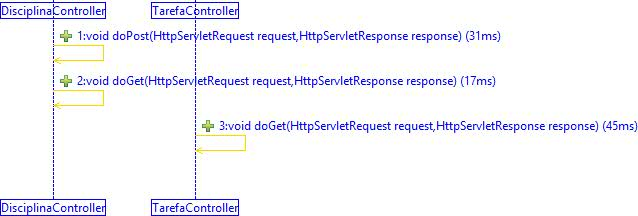 DisciplinaController TarefaController
1:void doPost(HttpServletRequest request,HttpServletResponse response) (31ms)
2:void doGet(HttpServletRequest request,HttpServletResponse response) (17ms)
3:void doGet(HttpServletRequest request,HttpServletResponse response) (45ms)
DisciplinaController TarefaController